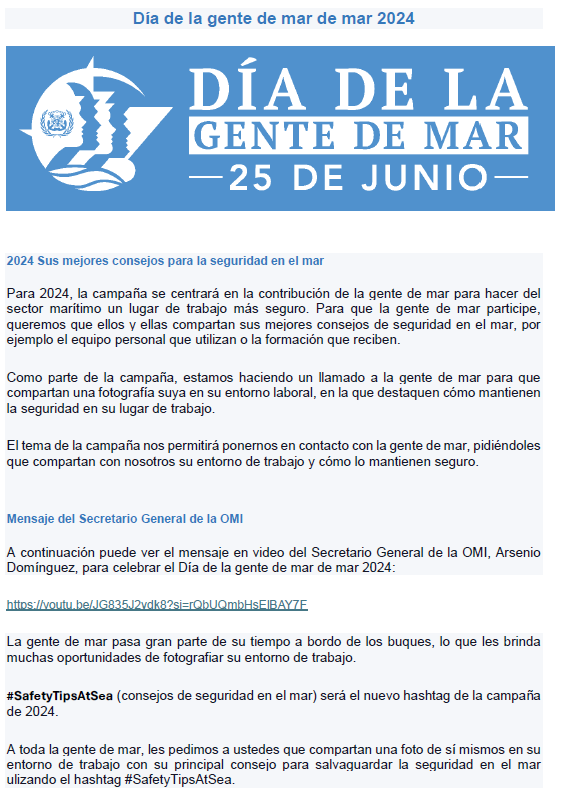 Día de la gente de mar de mar 2024
DÍA DE LA
GENTE DE MAR
25 DE JUNIO
2024 Sus mejores consejos para la seguridad en el mar
Para 2024, la campaña se centrará en la contribución de la gente de mar para hacer del
sector marítimo un lugar de trabajo más seguro. Para que la gente de mar participe,
queremos que ellos y ellas compartan sus mejores consejos de seguridad en el mar, por
ejemplo el equipo personal que utilizan o la formación que reciben.
Como parte de la campaña, estamos haciendo un llamado a la gente de mar para que
compartan una fotografía suya en su entorno laboral, en la que destaquen cómo mantienen
la seguridad en su lugar de trabajo.
El tema de la campaña nos permitirá ponernos en contacto con la gente de mar, pidiéndoles
que compartan con nosotros su entorno de trabajo y cómo lo mantienen seguro.
Mensaje del Secretario General de la OMI
A continuación puede ver el mensaje en video del Secretario General de la OMI, Arsenio
Domínguez, para celebrar el Día de la gente de mar de mar 2024:
https://youtu.be/JG835J2vdk8?si=rQbUQmbHsEIBAY7F
La gente de mar pasa gran parte de su tiempo a bordo de los buques, lo que les brinda
muchas oportunidades de fotografiar su entorno de trabajo.
#SafetyTipsAtSea (consejos de seguridad en el mar) será el nuevo hashtag de la campaña
de 2024.
A toda la gente de mar, les pedimos a ustedes que compartan una foto de sí mismos en su
entorno de trabajo con su principal consejo para salvaguardar la seguridad en el mar
ulizando el hashtag #SafetyTipsAtSea.